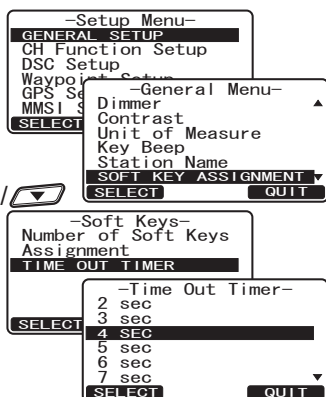 -Setup Menu-
GENERAL SETUP
CH Function Setup
DSC Setup
Waypoint Setup
GPS Se
MMSI S
SELECT
-General Menu-
Dimmer
Contrast
Unit of Measure
Key Beep
Station Name
SOFT KEY ASSIGNMENT
SELECT QUIT
/
-Soft Keys-
Number of Soft Keys
Assignment
TIME OUT TIMER
SELECT
-Time Out Timer-
2 sec
3 sec
4 SEC
5 sec
6 sec
7 sec
SELECT QUIT